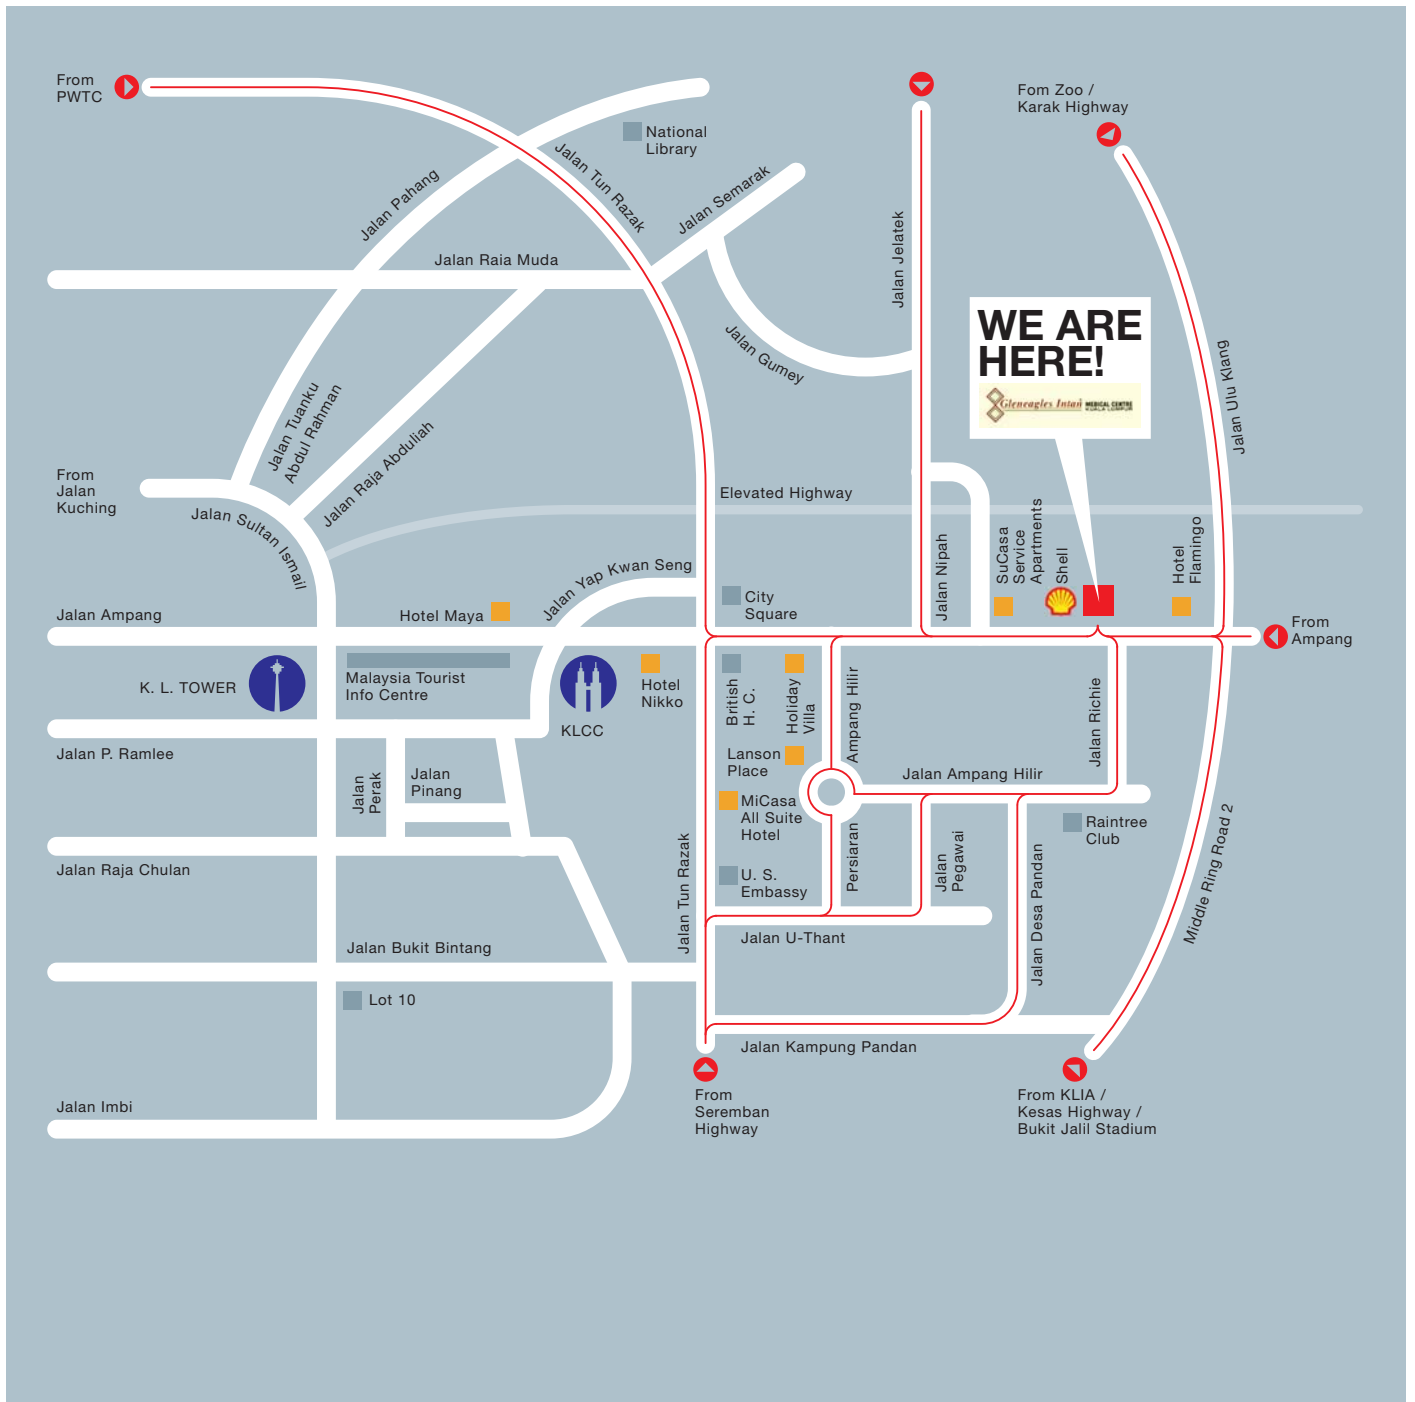 From
PWTC
Fom Zoo /
Karak Highway
National
Library
Jalan Tun Razak
Jalan Pahang
Jalan Semarak
Jalan Raia Muda
Jalan Jelatek
WE ARE
HERE!
Gleneagles Intan MEDICAL CENTRE
KUALA LUMPUR
Jalan Gumey
Jalan Ulu Klang
Jalan Tuanku
Abdul Rahman
Jalan Raja Abduliah
From
Jalan
Kuching
Jalan Sultan Ismail
Elevated Highway
Jalan Yap Kwan Seng
Jalan Nipah
SuCasa
Service
Apartments
Shell
Hotel
Flamingo
Jalan Ampang
Hotel Maya
City
Square
From
Ampang
K. L. TOWER
Malaysia Tourist
Info Centre
KLCC
Hotel
Nikko
British
H. C.
Holiday
Villa
Ampang Hilir
Jalan Richie
Jalan P. Ramlee
Lanson
Place
Jalan
Perak
Jalan
Pinang
Jalan Ampang Hilir
MiCasa
All Suite
Hotel
Raintree
Club
Persiaran
Jalan
Pegawai
Jalan Desa Pandan
Middle Ring Road 2
Jalan Raja Chulan
U. S.
Embassy
Jalan Tun Razak
Jalan U-Thant
Jalan Bukit Bintang
Lot 10
Jalan Kampung Pandan
Jalan Imbi
From
Seremban
Highway
From KLIA /
Kesas Highway /
Bukit Jalil Stadium